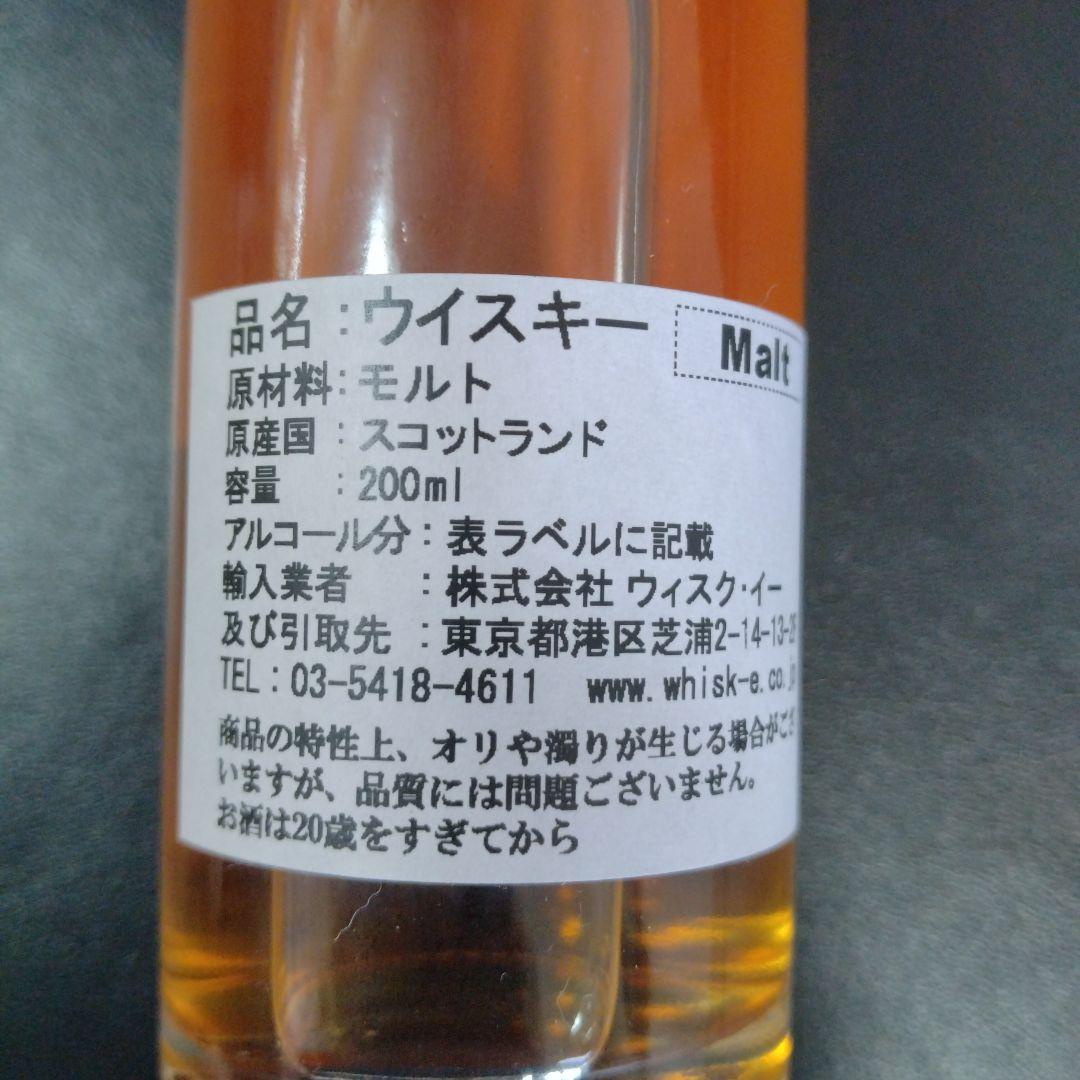 品名：ウイスキー Malt
原材料：モルト
原産国：スコットランド
容量：200ml
アルコール分：表ラベルに記載
輸入業者：株式会社 ウィスク・イー
及び引取先：東京都港区芝浦2-14-13-2F
TEL：03-5418-4611 www.whisk-e.co.jp
商品の特性上、オリや濁りが生じる場合がござ
いますが、品質には問題ございません。
お酒は20歳をすぎてから